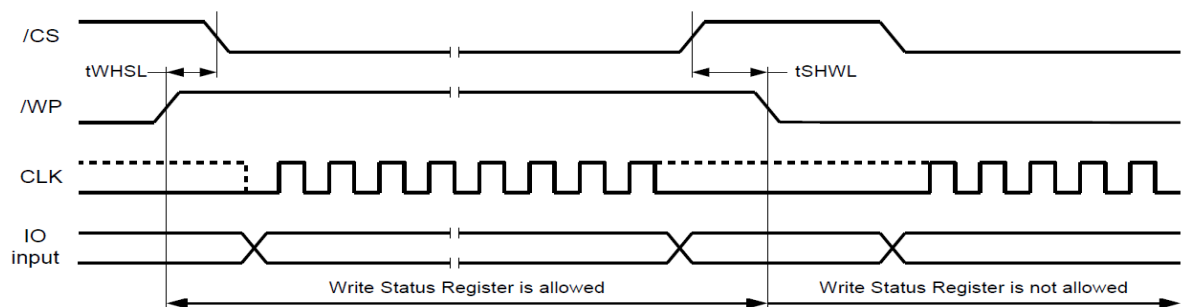 /CS
tWHSL
tSHWL
/WP
CLK
IO
input
Write Status Register is allowed
Write Status Register is not allowed